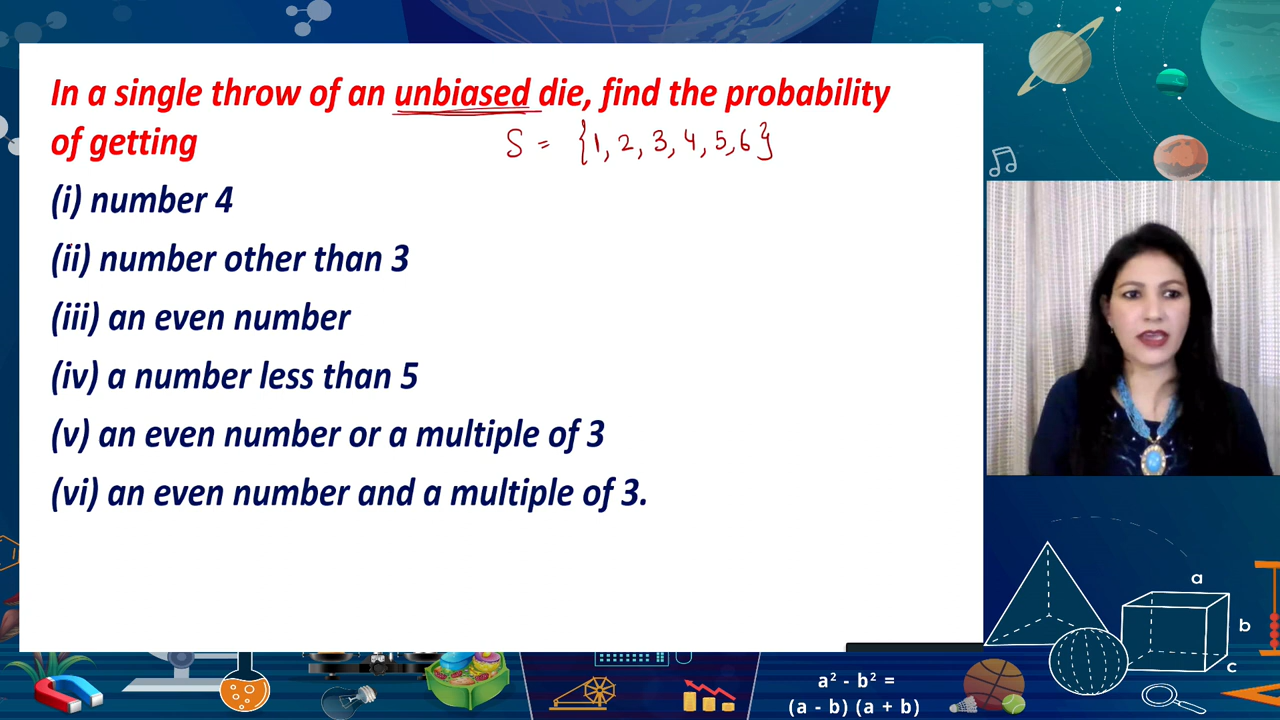 In a single throw of an unbiased die, find the probability
of getting
S = {1, 2, 3, 4, 5, 6}
(i) number 4
(ii) number other than 3
(iii) an even number
(iv) a number less than 5
(v) an even number or a multiple of 3
(vi) an even number and a multiple of 3.
a
b
c
a² - b² =
(a - b) (a + b)